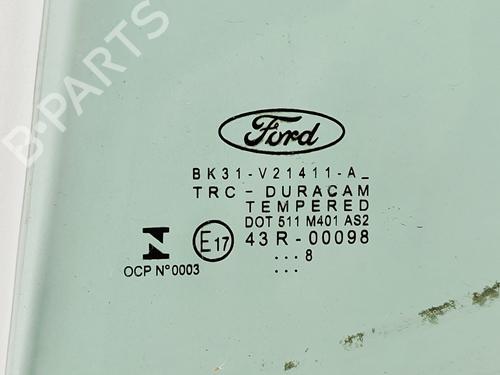 B-PARTS
Ford
BK31-V21411-A_
TRC - DURACAM
TEMPERED
DOT 511 M401 AS2
E17 43R-00098
...8
...
N
OCP N°0003